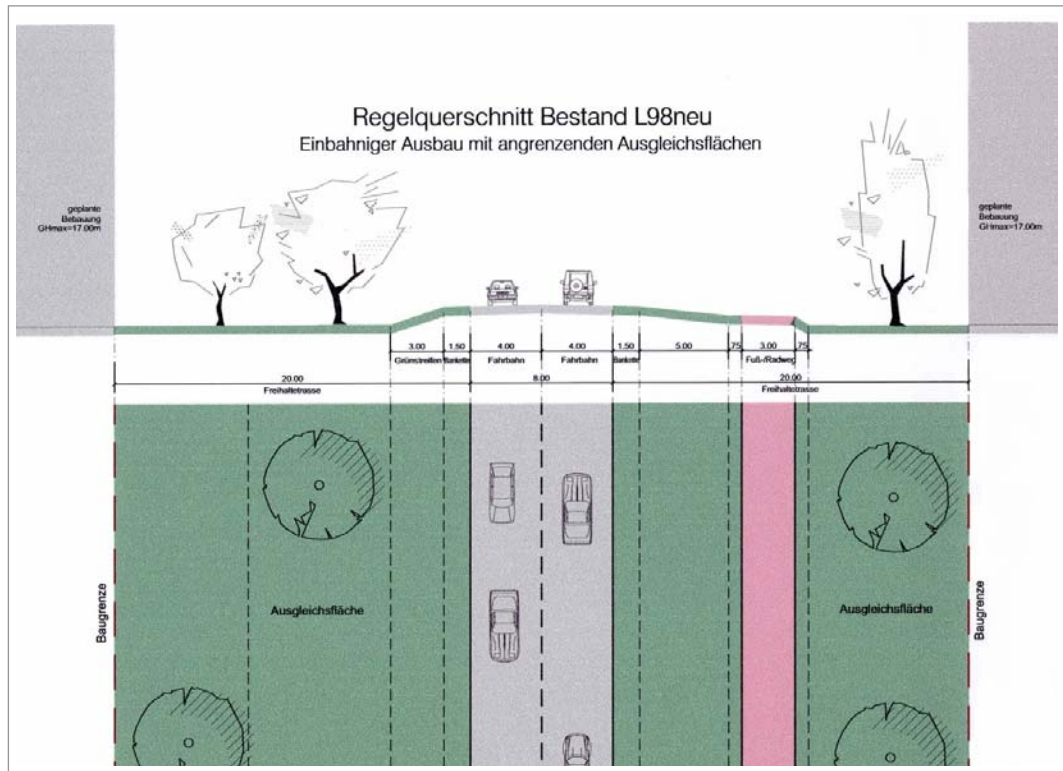 Regelquerschnitt Bestand L98neu
Einbahniger Ausbau mit angrenzenden Ausgleichsflächen
geplante
Bebauung
GHmax=17.00m
geplante
Bebauung
GHmax=17.00m
3.00 1.50 4.00 4.00 1.50 5.00 75 3.00 75
Grünstreifen Bankette Fahrbahn Fahrbahn Bankette Fuß-/Radweg
20.00 8.00 20.00
Freihaltetrasse Freihaltetrasse
Baugrenze
Ausgleichsfläche
Ausgleichsfläche
Baugrenze